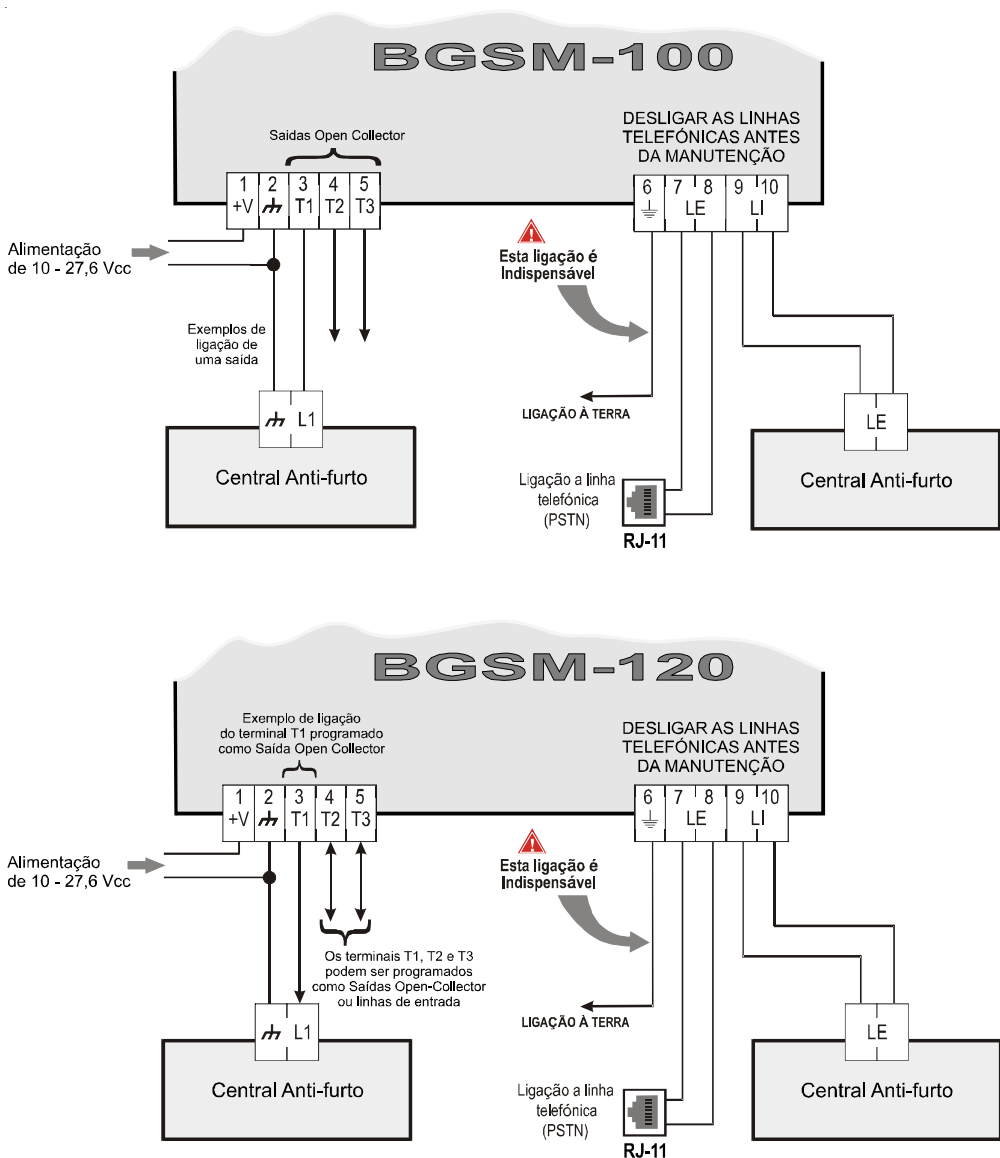 BGSM-100
Saidas Open Collector
DESLIGAR AS LINHAS
TELEFÓNICAS ANTES
DA MANUTENÇÃO
1 2 3 4 5
+V T1 T2 T3
6 7 8 9 10
LE LI
Alimentação
de 10 - 27,6 Vcc
Esta ligação é
Indispensável
Exemplos de
ligação de
uma saída
L1
Central Anti-furto
LIGAÇÃO À TERRA
Ligação a linha
telefónica
(PSTN)
RJ-11
LE
Central Anti-furto
BGSM-120
Exemplo de ligação
do terminal T1 programado
como Saída Open Collector
DESLIGAR AS LINHAS
TELEFÓNICAS ANTES
DA MANUTENÇÃO
1 2 3 4 5
+V T1 T2 T3
6 7 8 9 10
LE LI
Alimentação
de 10 - 27,6 Vcc
Esta ligação é
Indispensável
Os terminais T1, T2 e T3
podem ser programados
como Saídas Open-Collector
ou linhas de entrada
L1
Central Anti-furto
LIGAÇÃO À TERRA
Ligação a linha
telefónica
(PSTN)
RJ-11
LE
Central Anti-furto